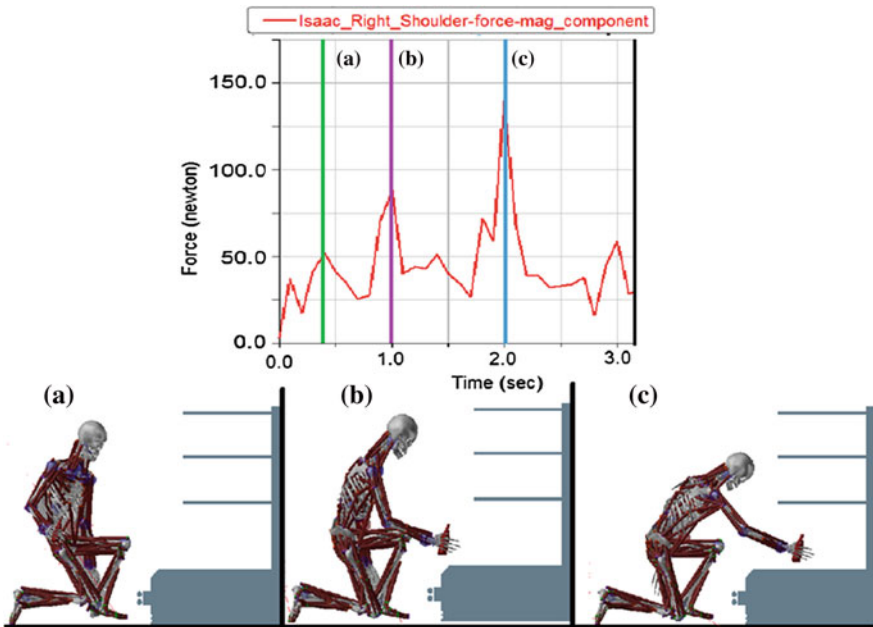 Isaac_Right_Shoulder-force-mag_component
(a) (b) (c)
150.0
100.0
50.0
0.0
Force (newton)
0.0 1.0 2.0 3.0
Time (sec)
(a) (b) (c)